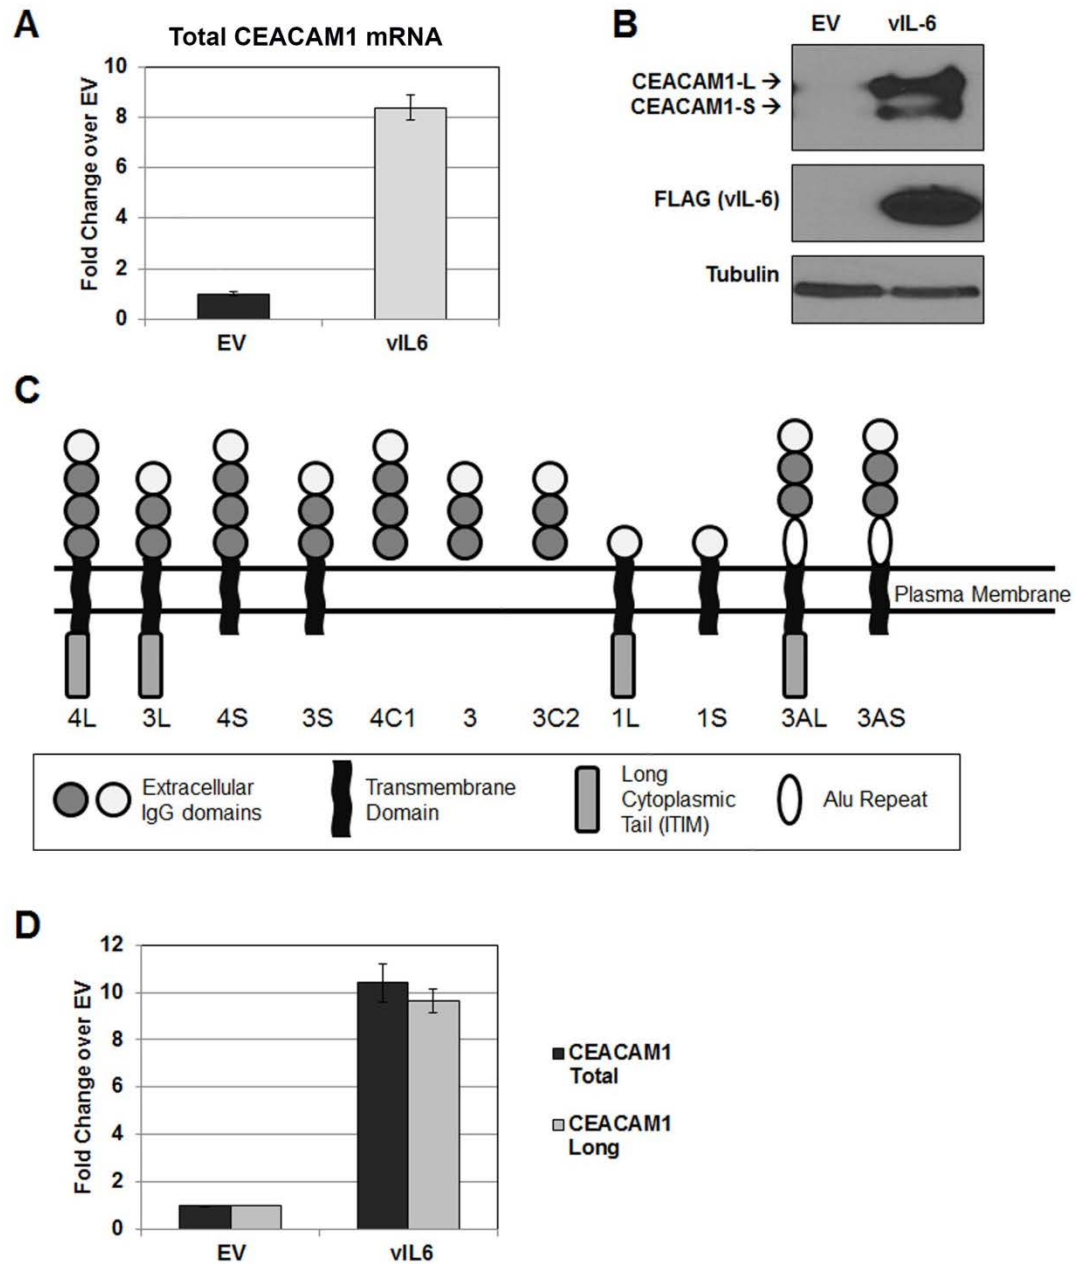 A
Total CEACAM1 mRNA
Fold Change over EV
10
8
6
4
2
0
EV
vIL6
B
EV
vIL-6
CEACAM1-L →
CEACAM1-S →
FLAG (vIL-6)
Tubulin
C
Plasma Membrane
4L
3L
4S
3S
4C1
3
3C2
1L
1S
3AL
3AS
Extracellular
IgG domains
Transmembrane
Domain
Long
Cytoplasmic
Tail (ITIM)
Alu Repeat
D
Fold Change over EV
12
10
8
6
4
2
0
EV
vIL6
CEACAM1
Total
CEACAM1
Long